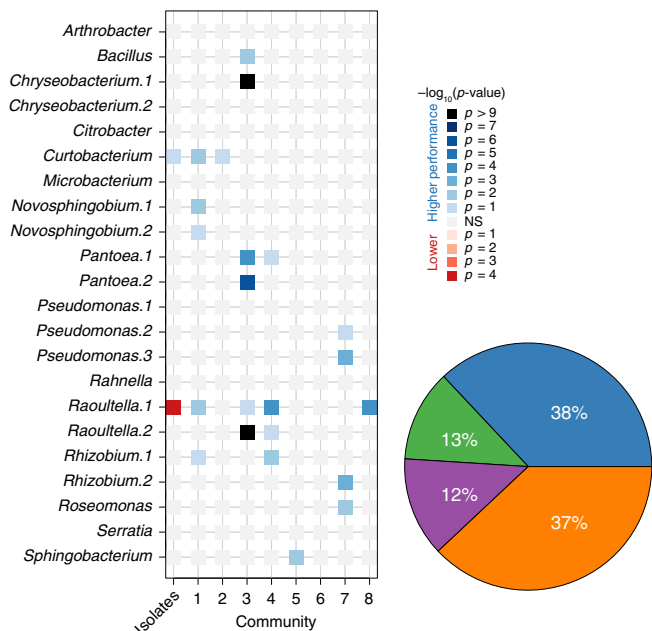 Arthrobacter
Bacillus
Chryseobacterium.1
Chryseobacterium.2
Citrobacter
Curtobacterium
Microbacterium
Novosphingobium.1
Novosphingobium.2
Pantoea.1
Pantoea.2
Pseudomonas.1
Pseudomonas.2
Pseudomonas.3
Rahnella
Raoultella.1
Raoultella.2
Rhizobium.1
Rhizobium.2
Roseomonas
Serratia
Sphingobacterium
Isolates 1 2 3 4 5 6 7 8
Community
−log10(p-value)
Higher performance
Lower
p > 9
p = 7
p = 6
p = 5
p = 4
p = 3
p = 2
p = 1
NS
p = 1
p = 2
p = 3
p = 4
38%
13%
12%
37%